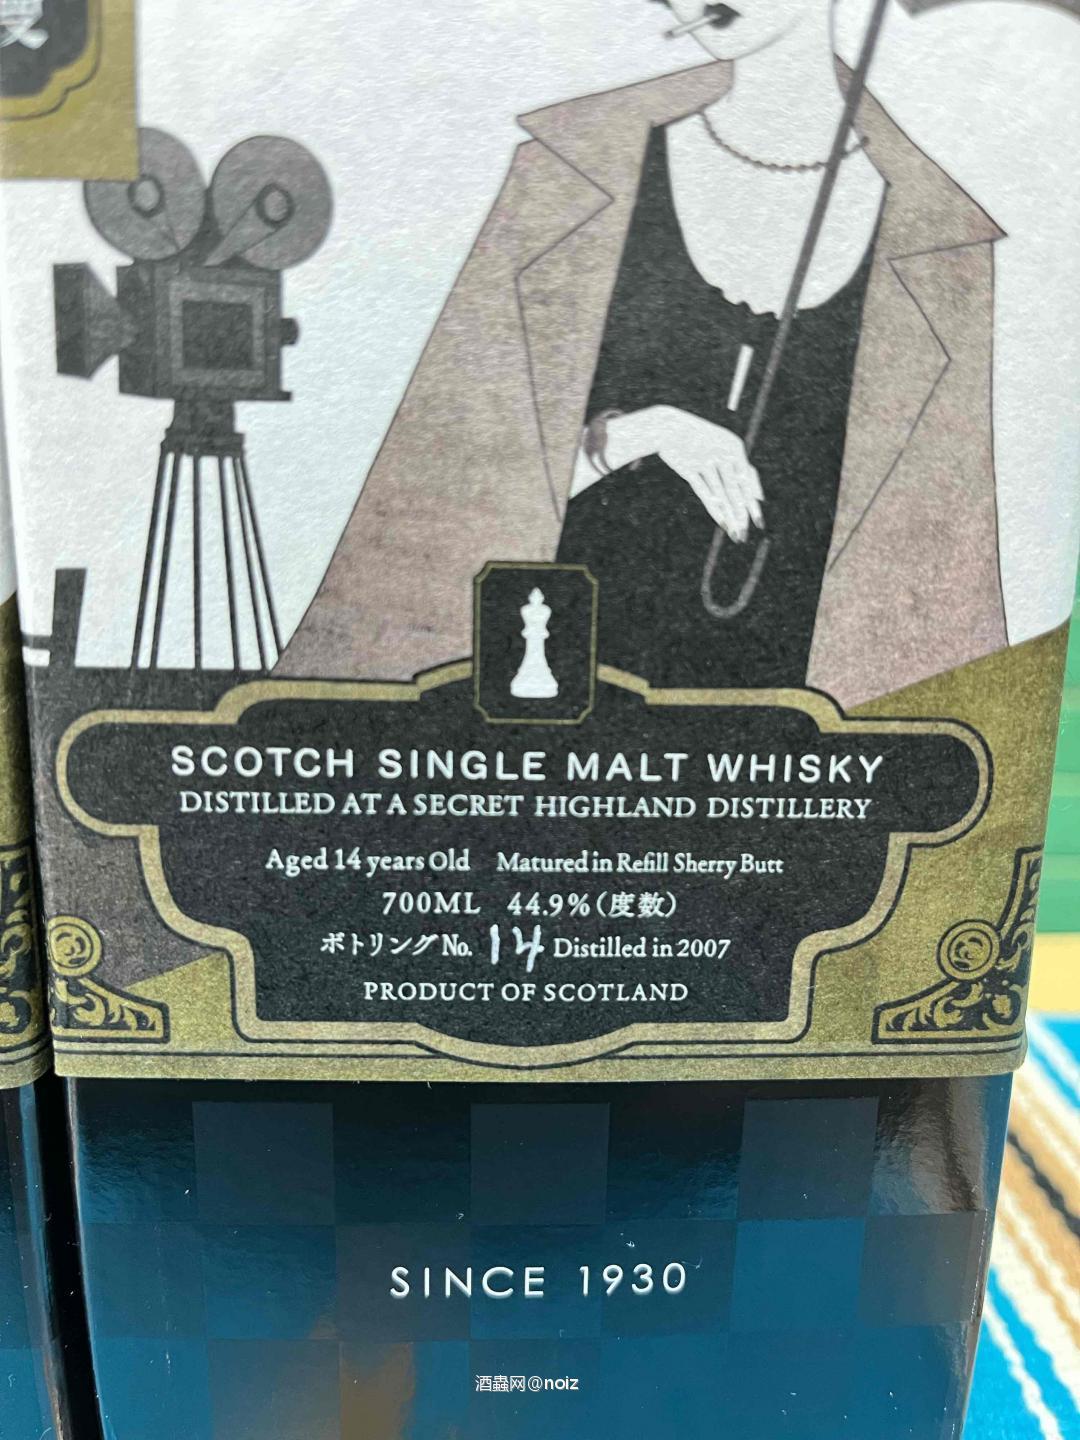 SCOTCH SINGLE MALT WHISKY
DISTILLED AT A SECRET HIGHLAND DISTILLERY
Aged 14 years Old Matured in Refill Sherry Butt
700ML 44.9%(度数)
ボトリング No. 14 Distilled in 2007
PRODUCT OF SCOTLAND
SINCE 1930
酒蟲网@noiz